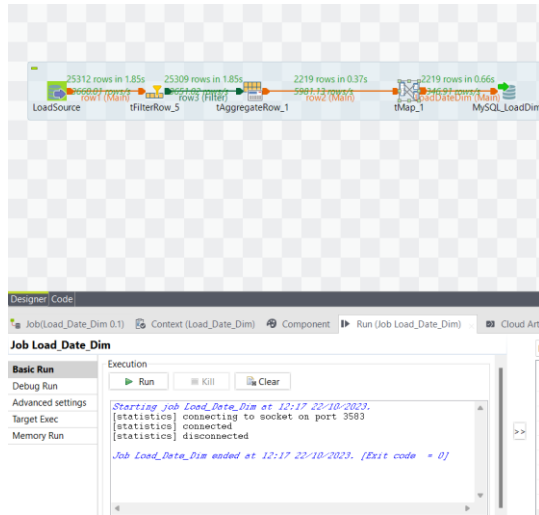 25312 rows in 1.85s
25309 rows in 1.85s
2219 rows in 0.37s
2219 rows in 0.66s
rows/s
rows/s
5981.13 rows/s
rows/s
row1 (Main)
row3 (Filter)
row2 (Main)
LoadDateDim (Main)
LoadSource
tFilterRow_5
tAggregateRow_1
tMap_1
MySQL_LoadDim
Designer
Code
Job(Load_Date_Dim 0.1)
Context (Load_Date_Dim)
Component
Run (Job Load_Date_Dim)
Cloud Art
Job Load_Date_Dim
Basic Run
Debug Run
Advanced settings
Target Exec
Memory Run
Execution
Run
Kill
Clear
Starting job Load_Date_Dim at 12:17 22/10/2023.
[statistics] connecting to socket on port 3583
[statistics] connected
[statistics] disconnected
Job Load_Date_Dim ended at 12:17 22/10/2023. [Exit code = 0]
>>